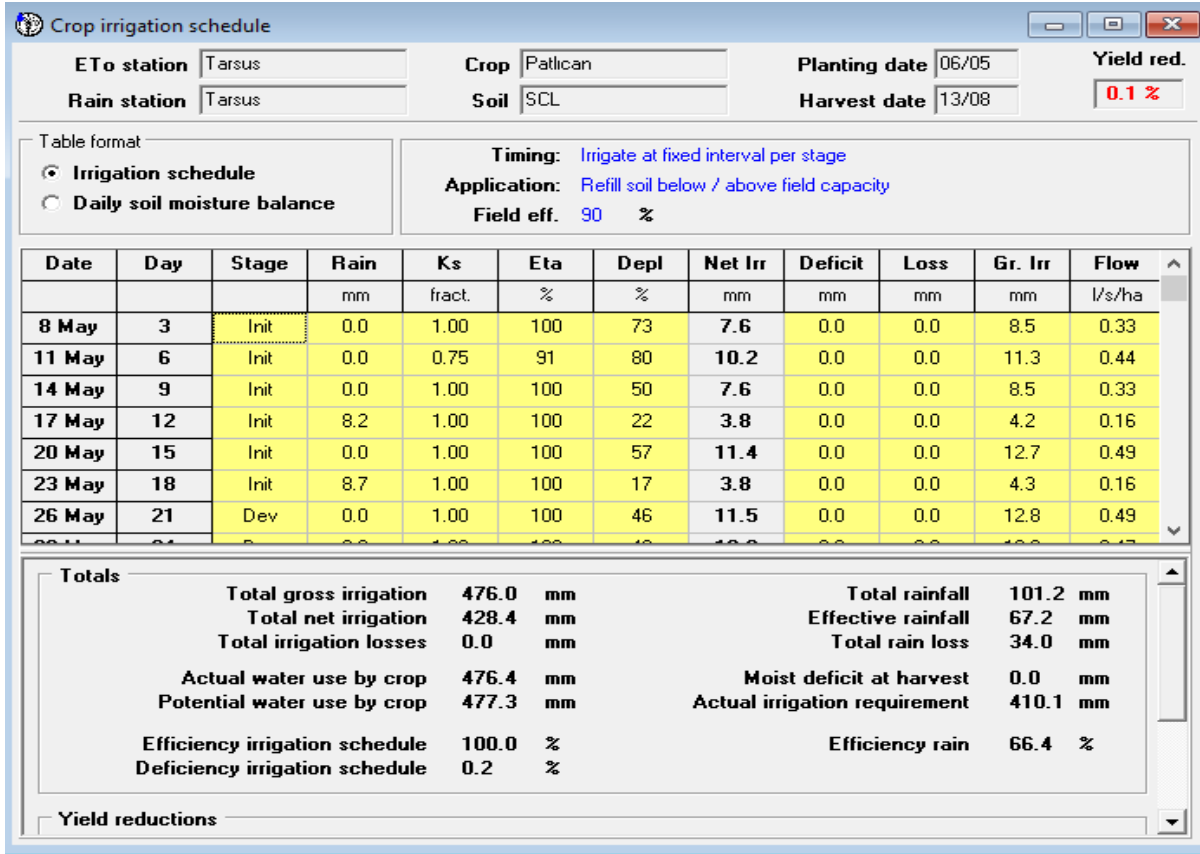 Crop irrigation schedule
ETo station Tarsus Crop Patlıcan Planting date 06/05 Yield red.
Rain station Tarsus Soil SCL Harvest date 13/08 0.1 %
Table format
Irrigation schedule
Daily soil moisture balance
Timing: Irrigate at fixed interval per stage
Application: Refill soil below / above field capacity
Field eff. 90 %
Date Day Stage Rain Ks Eta Depl Net Irr Deficit Loss Gr. Irr Flow
mm fract. % % mm mm mm mm l/s/ha
8 May 3 Init 0.0 1.00 100 73 7.6 0.0 0.0 8.5 0.33
11 May 6 Init 0.0 0.75 91 80 10.2 0.0 0.0 11.3 0.44
14 May 9 Init 0.0 1.00 100 50 7.6 0.0 0.0 8.5 0.33
17 May 12 Init 8.2 1.00 100 22 3.8 0.0 0.0 4.2 0.16
20 May 15 Init 0.0 1.00 100 57 11.4 0.0 0.0 12.7 0.49
23 May 18 Init 8.7 1.00 100 17 3.8 0.0 0.0 4.3 0.16
26 May 21 Dev 0.0 1.00 100 46 11.5 0.0 0.0 12.8 0.49
Totals
Total gross irrigation 476.0 mm Total rainfall 101.2 mm
Total net irrigation 428.4 mm Effective rainfall 67.2 mm
Total irrigation losses 0.0 mm Total rain loss 34.0 mm
Actual water use by crop 476.4 mm Moist deficit at harvest 0.0 mm
Potential water use by crop 477.3 mm Actual irrigation requirement 410.1 mm
Efficiency irrigation schedule 100.0 % Efficiency rain 66.4 %
Deficiency irrigation schedule 0.2 %
Yield reductions